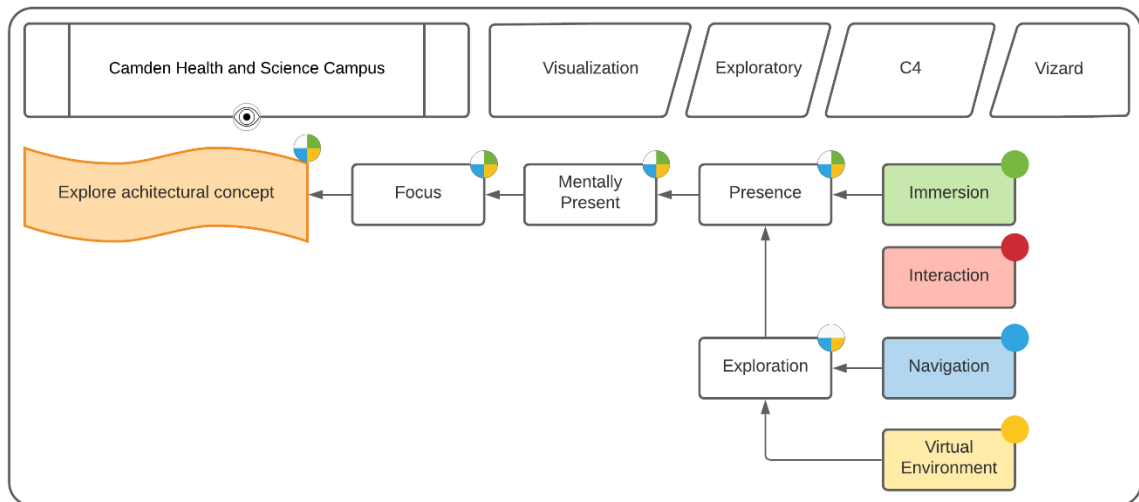 Camden Health and Science Campus
Visualization
Exploratory
C4
Vizard
Explore achitectural concept
Focus
Mentally
Present
Presence
Immersion
Interaction
Exploration
Navigation
Virtual
Environment